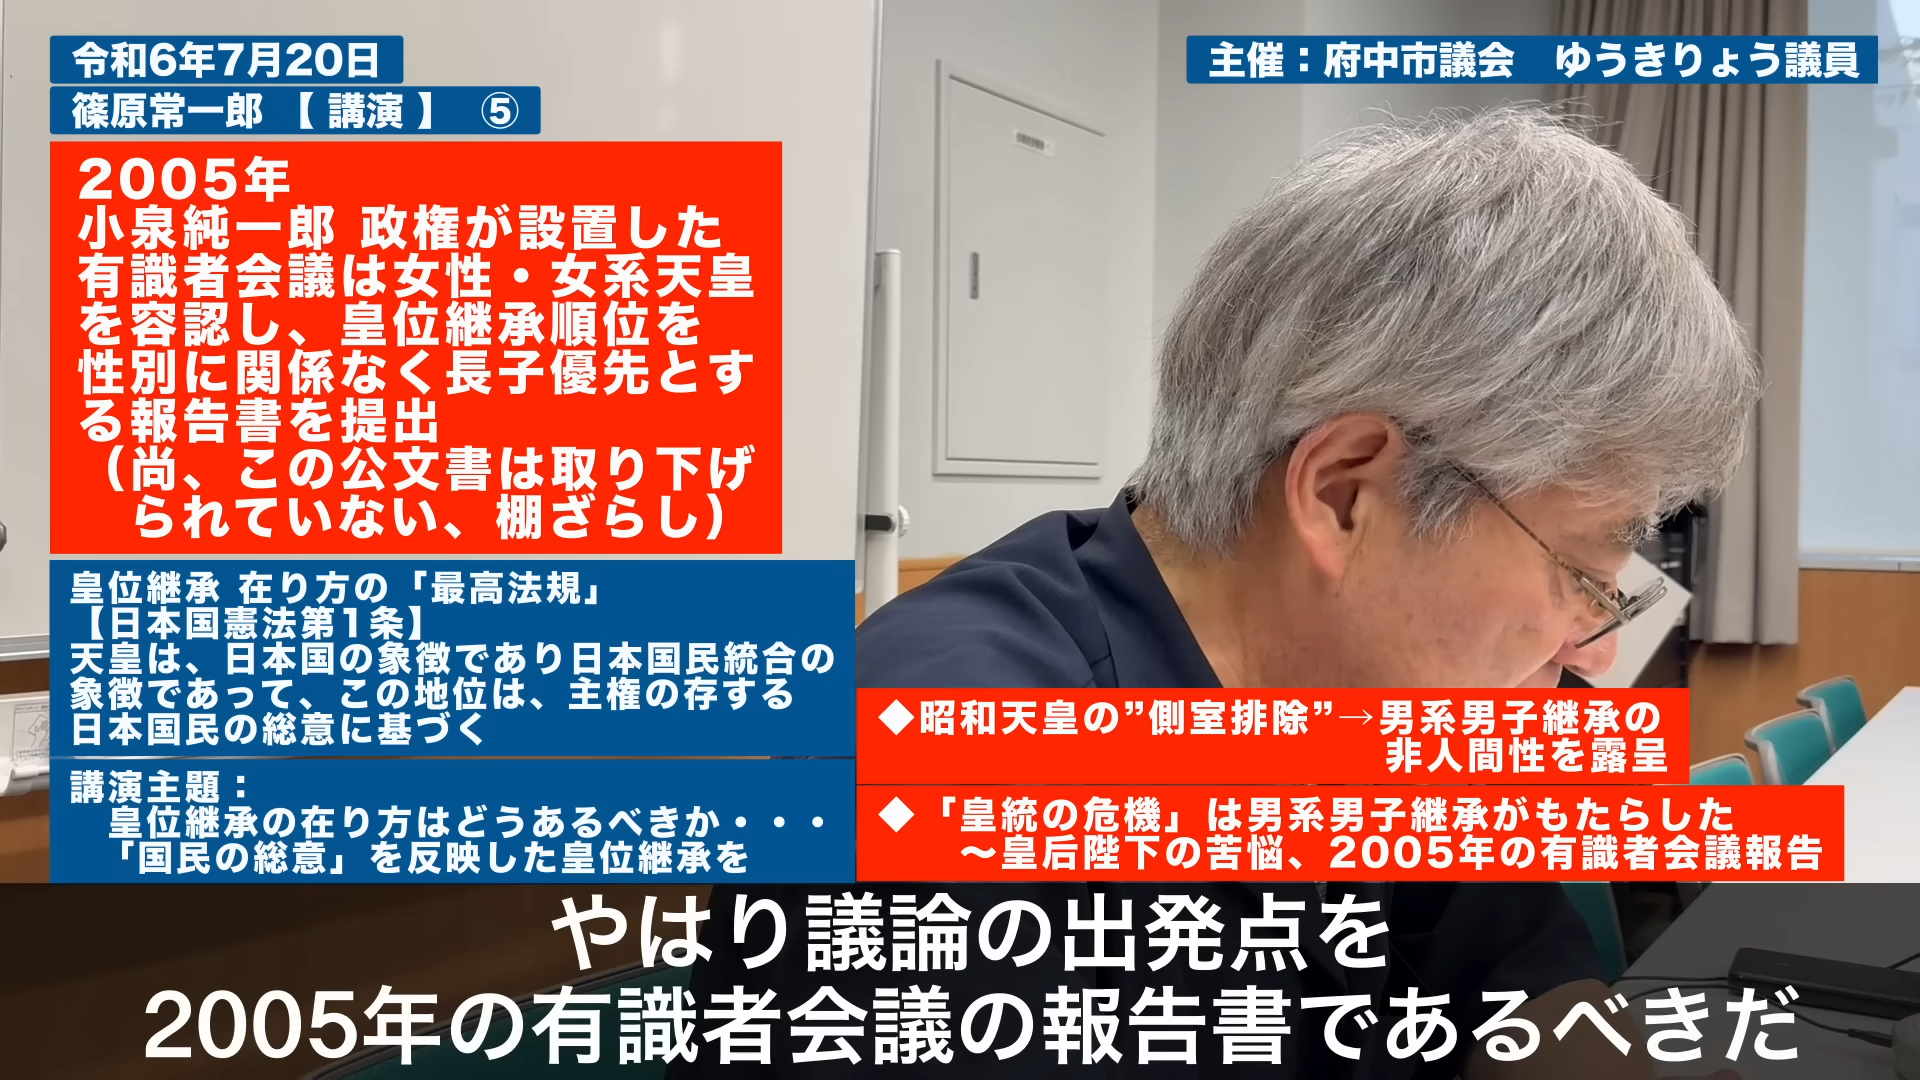 令和6年7月20日
篠原常一郎 【 講演 】 ⑤
主催：府中市議会　ゆうきりょう議員
2005年
小泉純一郎 政権が設置した
有識者会議は女性・女系天皇
を容認し、皇位継承順位を
性別に関係なく長子優先とす
る報告書を提出
（尚、この公文書は取り下げ
られていない、棚ざらし）
皇位継承 在り方の「最高法規」
【日本国憲法第1条】
天皇は、日本国の象徴であり日本国民統合の
象徴であって、この地位は、主権の存する
日本国民の総意に基づく
講演主題：
皇位継承の在り方はどうあるべきか・・・
「国民の総意」を反映した皇位継承を
◆昭和天皇の”側室排除”→男系男子継承の
非人間性を露呈
◆「皇統の危機」は男系男子継承がもたらした
～皇后陛下の苦悩、2005年の有識者会議報告
やはり議論の出発点を
2005年の有識者会議の報告書であるべきだ